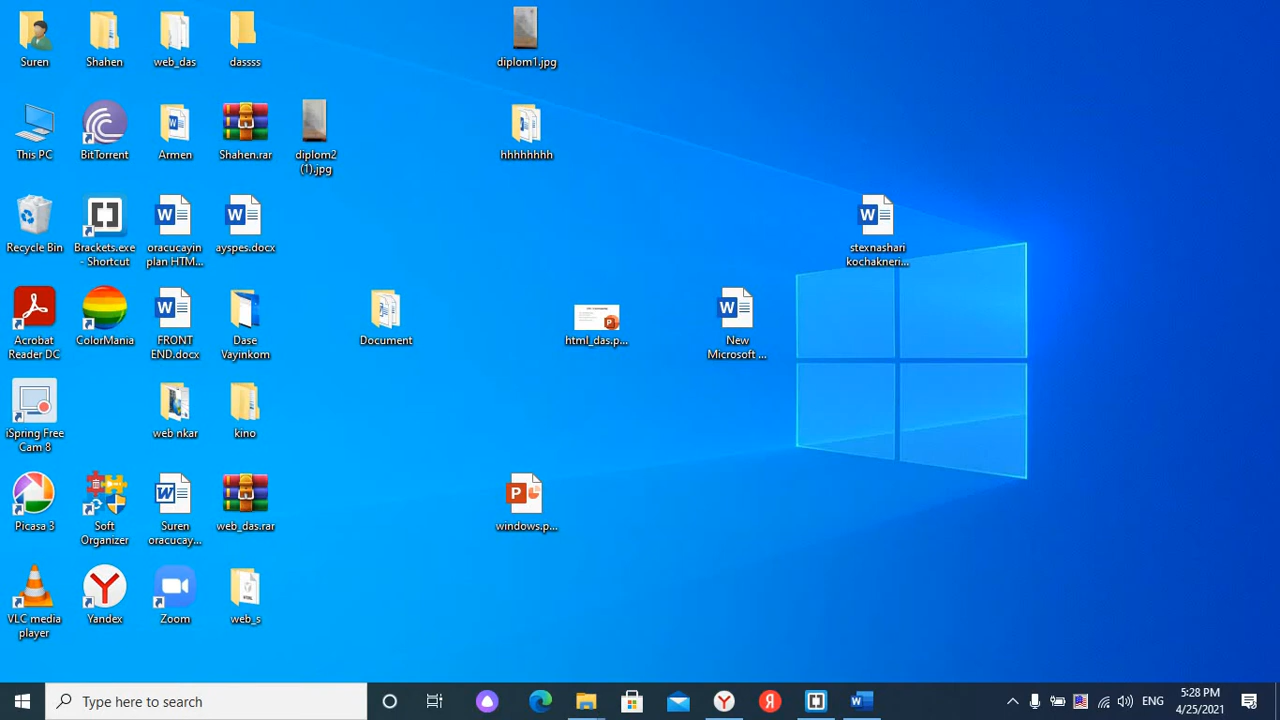 Suren
Shahen
web_das
dassss
diplom1.jpg
This PC
BitTorrent
Armen
Shahen.rar
diplom2
(1).jpg
hhhhhhhh
Recycle Bin
Brackets.exe
- Shortcut
oracucayin
plan HTM...
ayspes.docx
stexnashari
kochakneri...
Acrobat
Reader DC
ColorMania
FRONT
END.docx
Dase
Vayinkom
Document
html_das.p...
New
Microsoft ...
iSpring Free
Cam 8
web nkar
kino
Picasa 3
Soft
Organizer
Suren
oracucay...
web_das.rar
windows.p...
VLC media
player
Yandex
Zoom
web_s
Type here to search
ENG
5:28 PM
4/25/2021